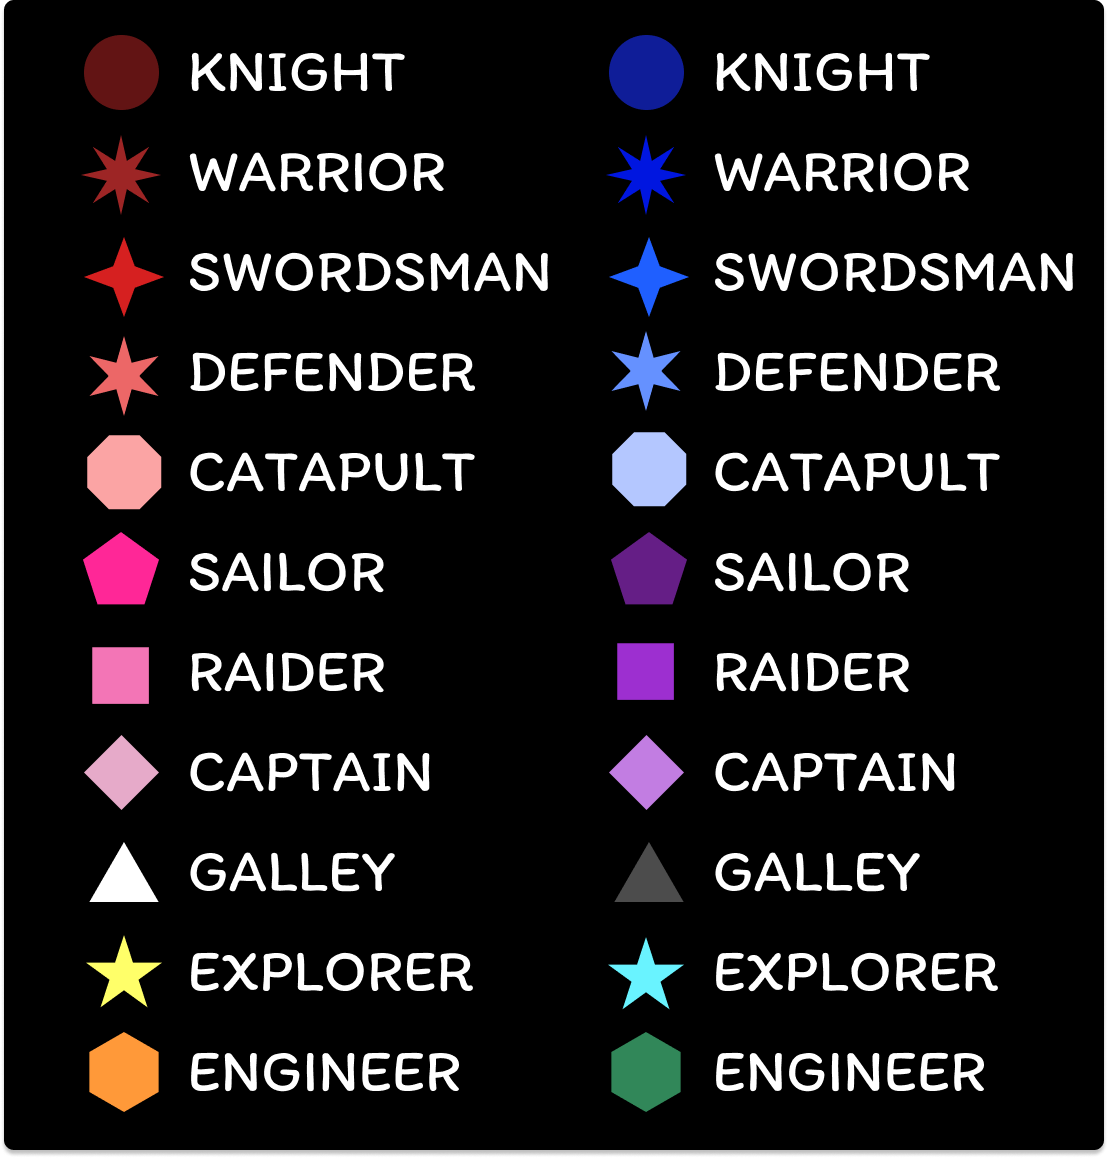 KNIGHT KNIGHT
WARRIOR WARRIOR
SWORDSMAN SWORDSMAN
DEFENDER DEFENDER
CATAPULT CATAPULT
SAILOR SAILOR
RAIDER RAIDER
CAPTAIN CAPTAIN
GALLEY GALLEY
EXPLORER EXPLORER
ENGINEER ENGINEER